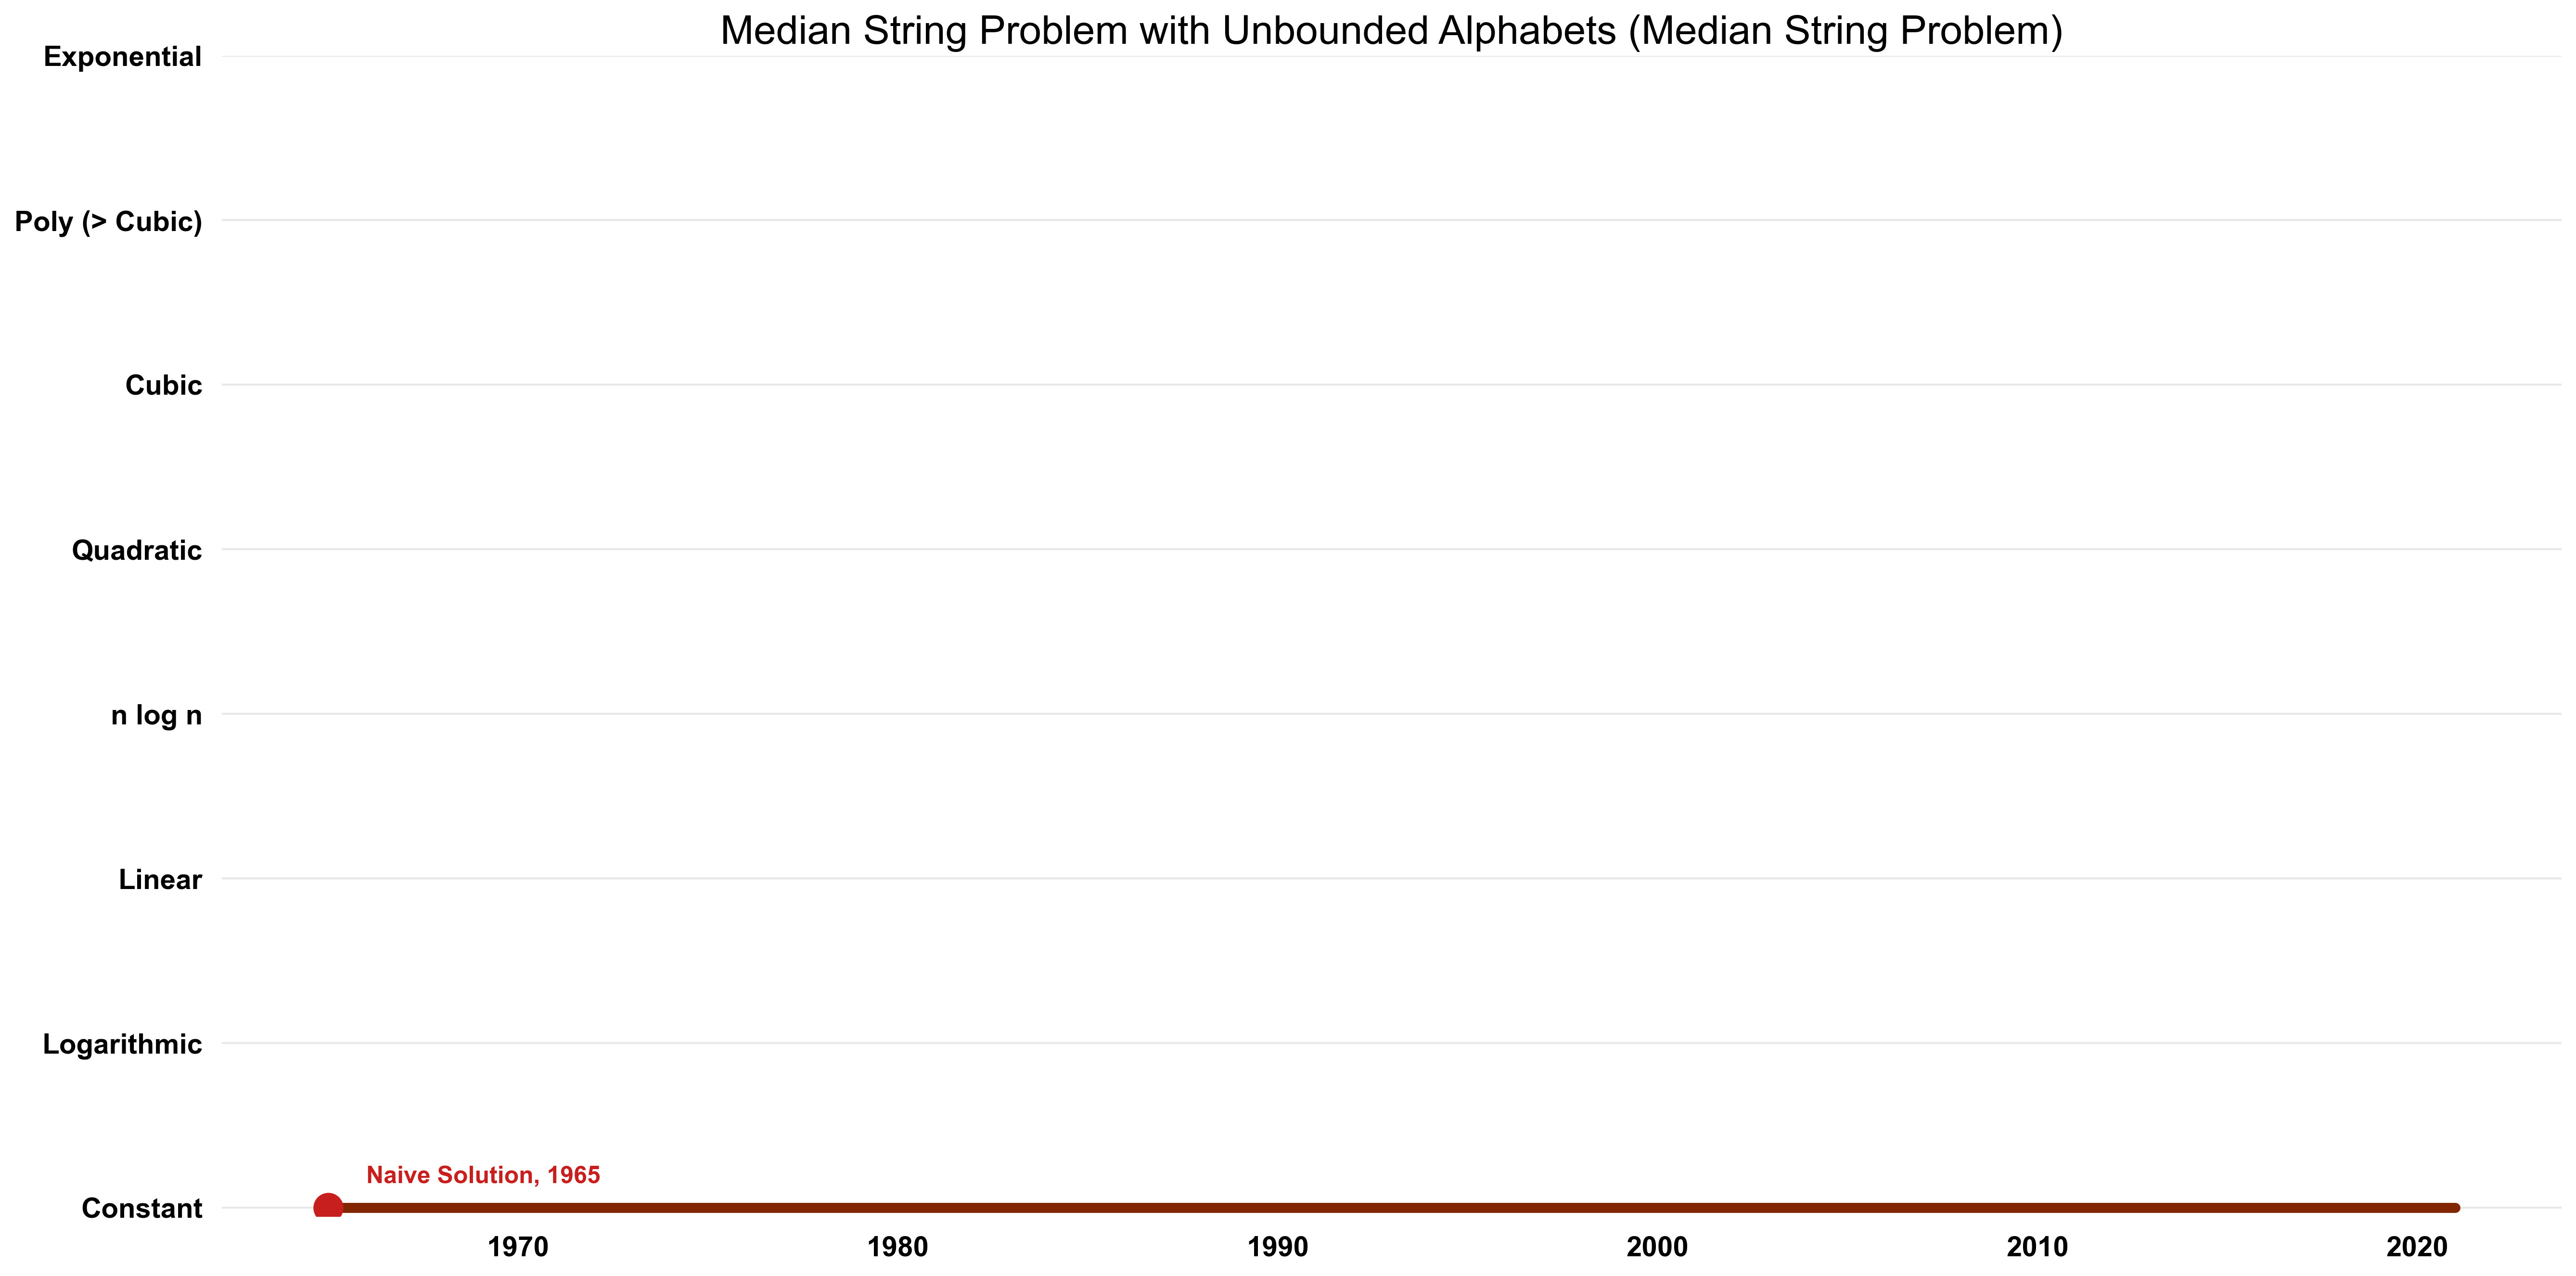 Median String Problem with Unbounded Alphabets (Median String Problem)
Exponential
Poly (> Cubic)
Cubic
Quadratic
n log n
Linear
Logarithmic
Naive Solution, 1965
Constant
1970 1980 1990 2000 2010 2020